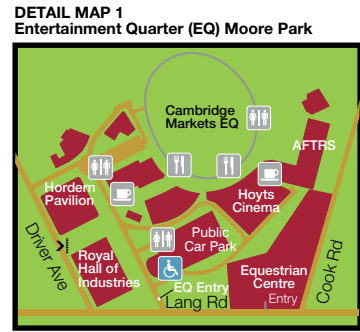 DETAIL MAP 1
Entertainment Quarter (EQ) Moore Park
Cambridge
Markets EQ
AFTRS
Hordern
Pavilion
Hoyts
Cinema
Public
Car Park
Driver Ave
Royal
Hall of
Industries
Equestrian
Centre
Entry
EQ Entry
Lang Rd
Cook Rd